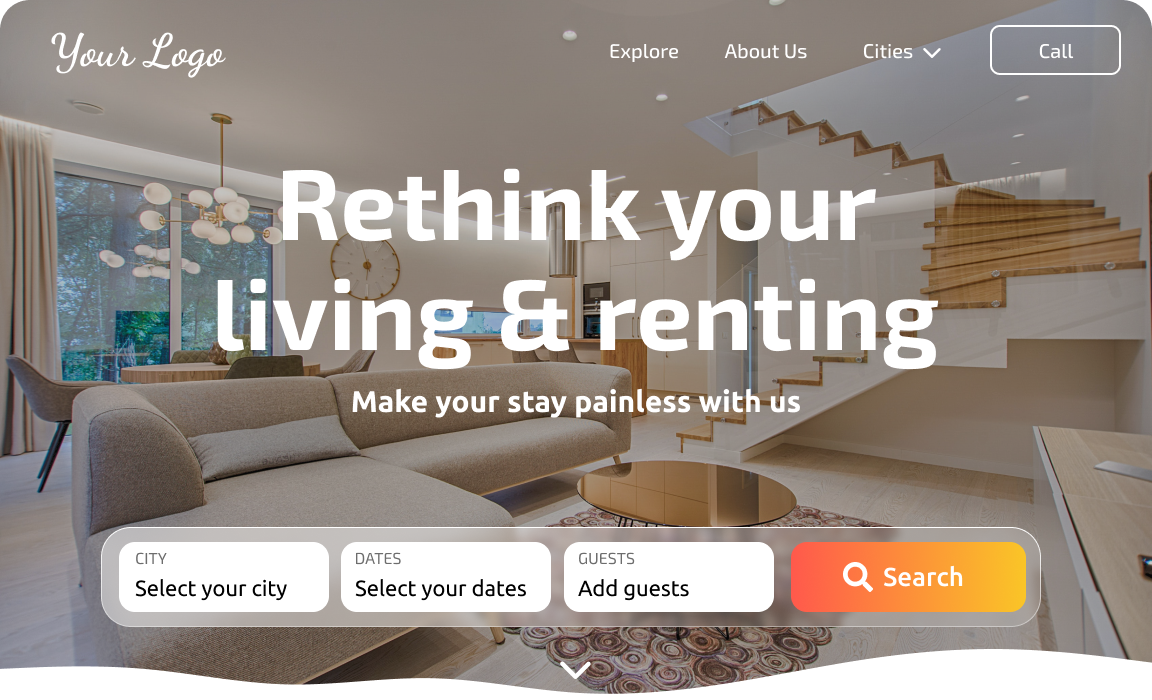 Your Logo
Explore
About Us
Cities
Call
Rethink your
living & renting
Make your stay painless with us
CITY
Select your city
DATES
Select your dates
GUESTS
Add guests
Search